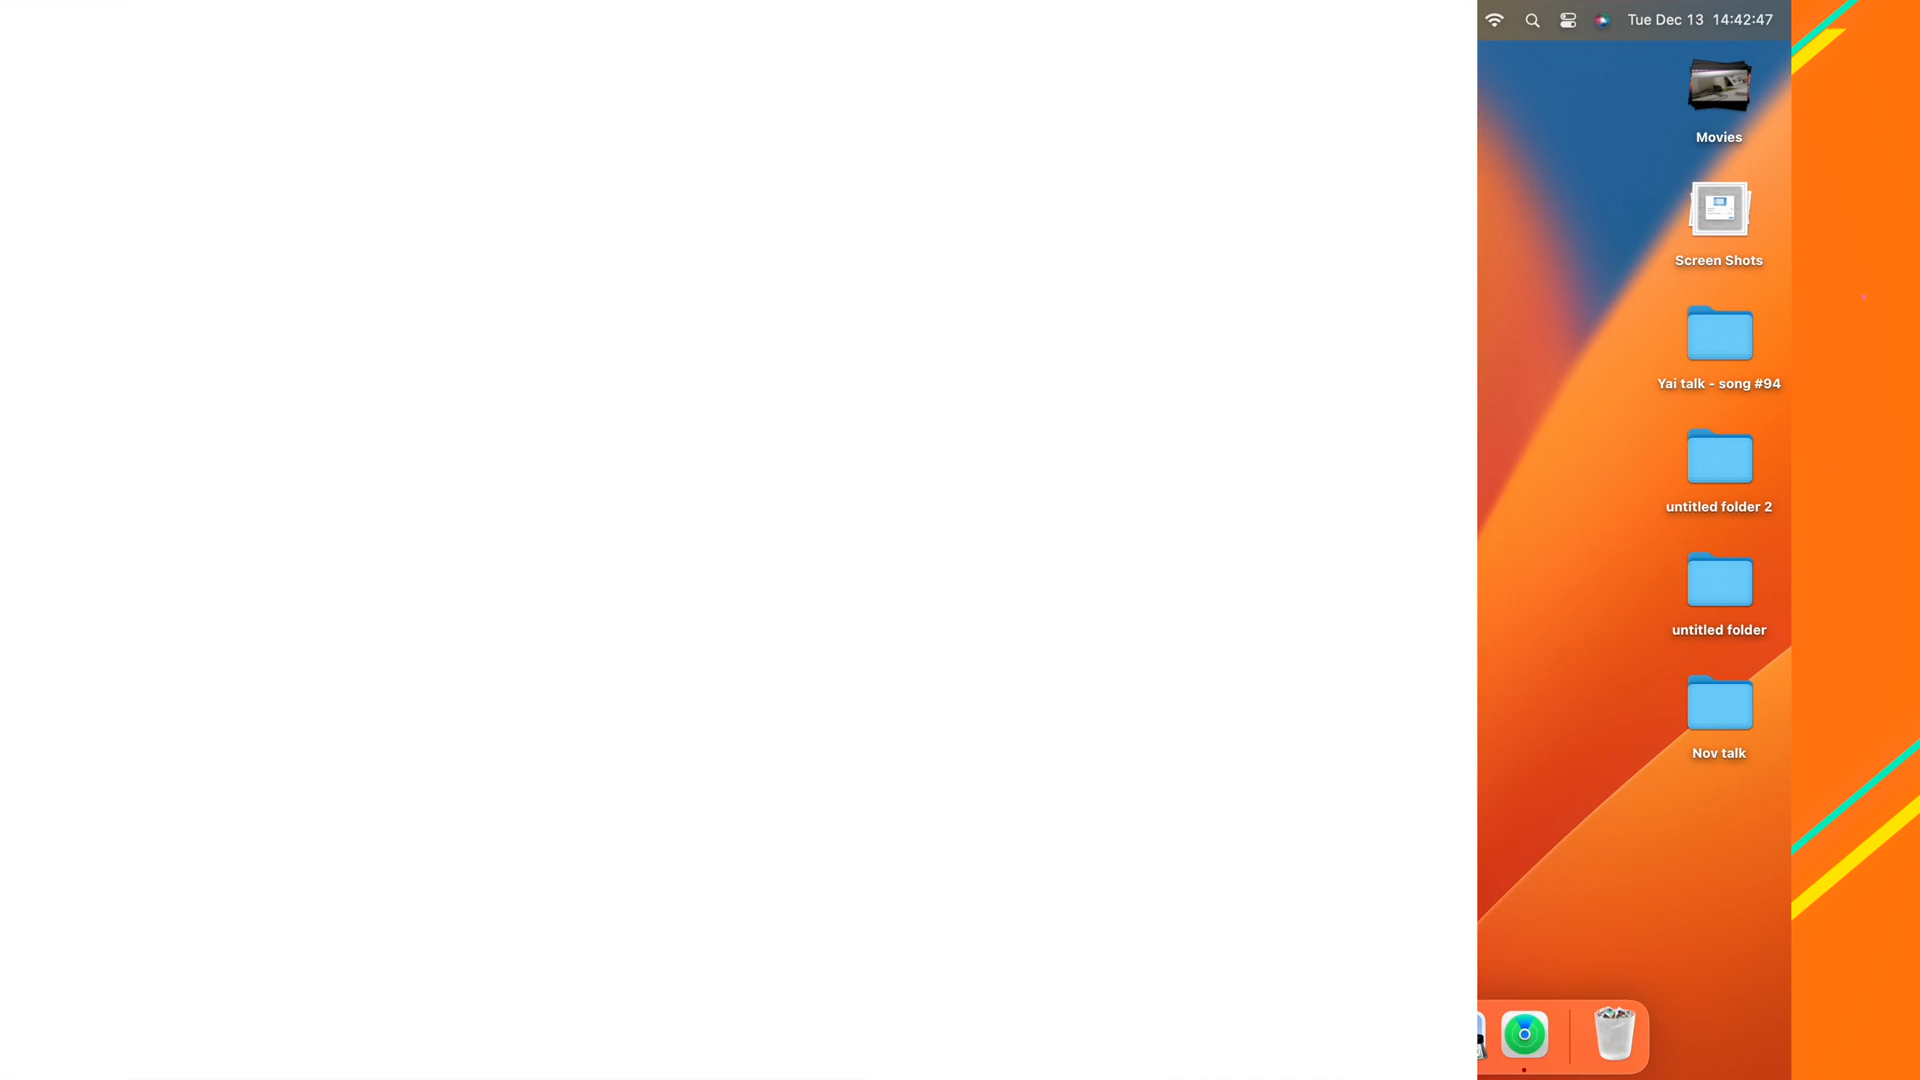 Tue Dec 13 14:42:47
Movies
Screen Shots
Yai talk - song #94
untitled folder 2
untitled folder
Nov talk